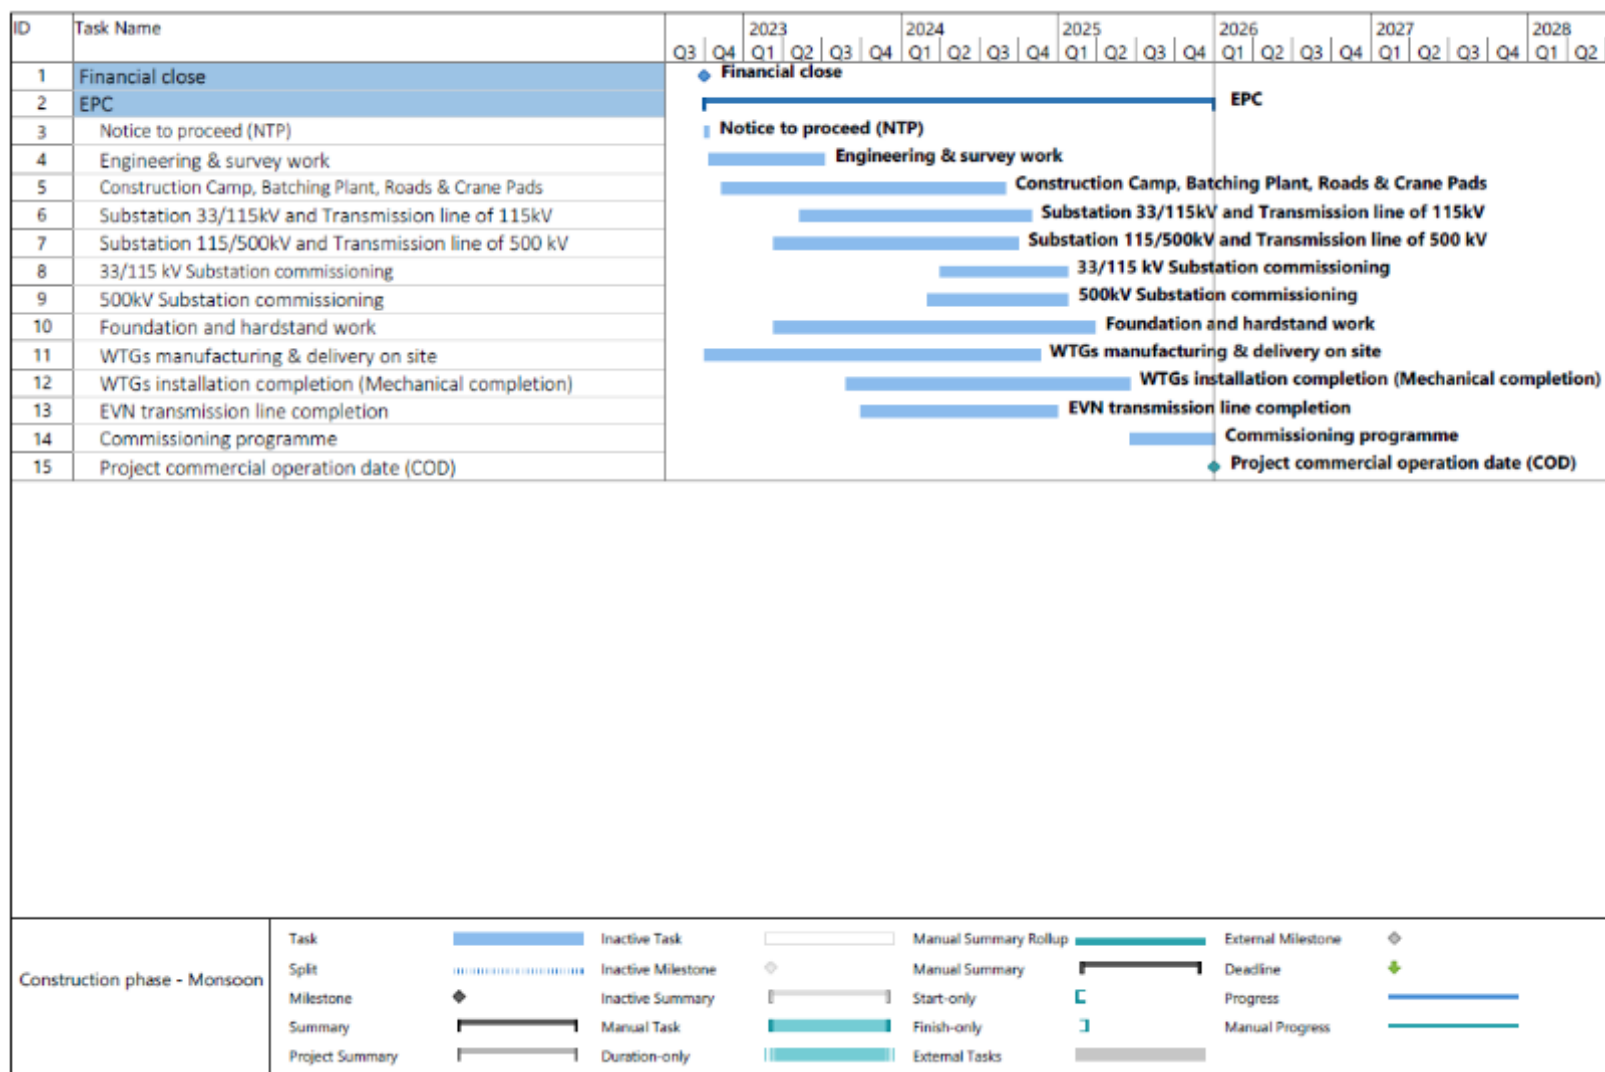 ID Task Name 2023 2024 2025 2026 2027 2028
Q3 Q4 Q1 Q2 Q3 Q4 Q1 Q2 Q3 Q4 Q1 Q2 Q3 Q4 Q1 Q2 Q3 Q4 Q1 Q2 Q3 Q4 Q1 Q2
1 Financial close Financial close
2 EPC EPC
3 Notice to proceed (NTP) Notice to proceed (NTP)
4 Engineering & survey work Engineering & survey work
5 Construction Camp, Batching Plant, Roads & Crane Pads Construction Camp, Batching Plant, Roads & Crane Pads
6 Substation 33/115kV and Transmission line of 115kV Substation 33/115kV and Transmission line of 115kV
7 Substation 115/500kV and Transmission line of 500 kV Substation 115/500kV and Transmission line of 500 kV
8 33/115 kV Substation commissioning 33/115 kV Substation commissioning
9 500kV Substation commissioning 500kV Substation commissioning
10 Foundation and hardstand work Foundation and hardstand work
11 WTGs manufacturing & delivery on site WTGs manufacturing & delivery on site
12 WTGs installation completion (Mechanical completion) WTGs installation completion (Mechanical completion)
13 EVN transmission line completion EVN transmission line completion
14 Commissioning programme Commissioning programme
15 Project commercial operation date (COD) Project commercial operation date (COD)
Construction phase - Monsoon
Task Inactive Task Manual Summary Rollup External Milestone
Split Inactive Milestone Manual Summary Deadline
Milestone Inactive Summary Start-only Progress
Summary Manual Task Finish-only Manual Progress
Project Summary Duration-only External Tasks